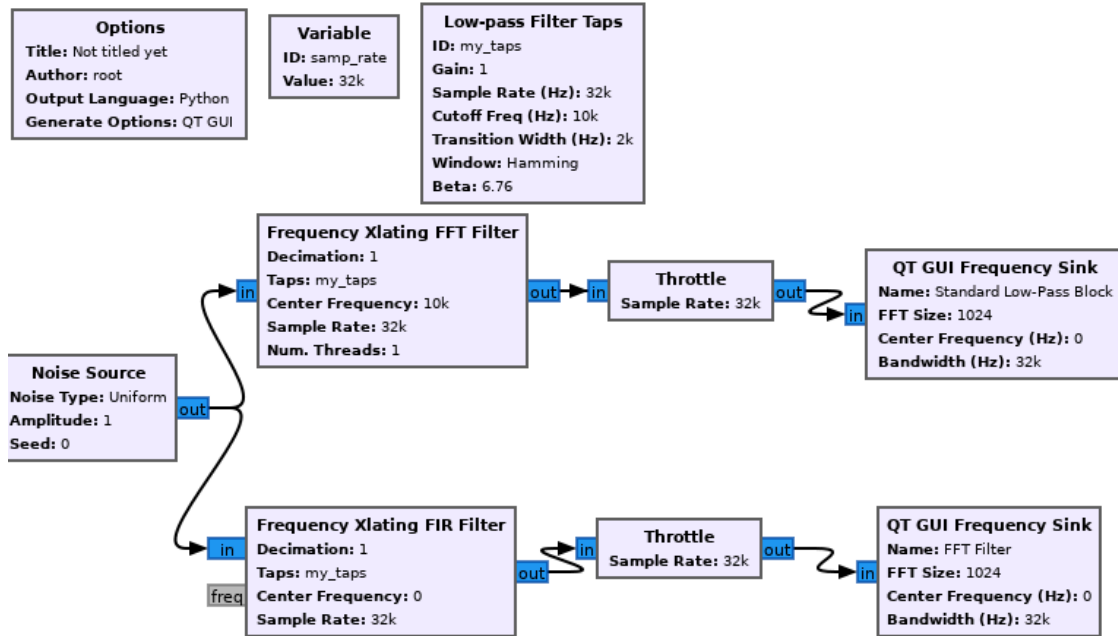 Options
Title: Not titled yet
Author: root
Output Language: Python
Generate Options: QT GUI
Variable
ID: samp_rate
Value: 32k
Low-pass Filter Taps
ID: my_taps
Gain: 1
Sample Rate (Hz): 32k
Cutoff Freq (Hz): 10k
Transition Width (Hz): 2k
Window: Hamming
Beta: 6.76
Noise Source
Noise Type: Uniform
Amplitude: 1
Seed: 0
out
in
Frequency Xlating FFT Filter
Decimation: 1
Taps: my_taps
Center Frequency: 10k
Sample Rate: 32k
Num. Threads: 1
out
in
Throttle
Sample Rate: 32k
out
in
QT GUI Frequency Sink
Name: Standard Low-Pass Block
FFT Size: 1024
Center Frequency (Hz): 0
Bandwidth (Hz): 32k
in
freq
Frequency Xlating FIR Filter
Decimation: 1
Taps: my_taps
Center Frequency: 0
Sample Rate: 32k
out
in
Throttle
Sample Rate: 32k
out
in
QT GUI Frequency Sink
Name: FFT Filter
FFT Size: 1024
Center Frequency (Hz): 0
Bandwidth (Hz): 32k